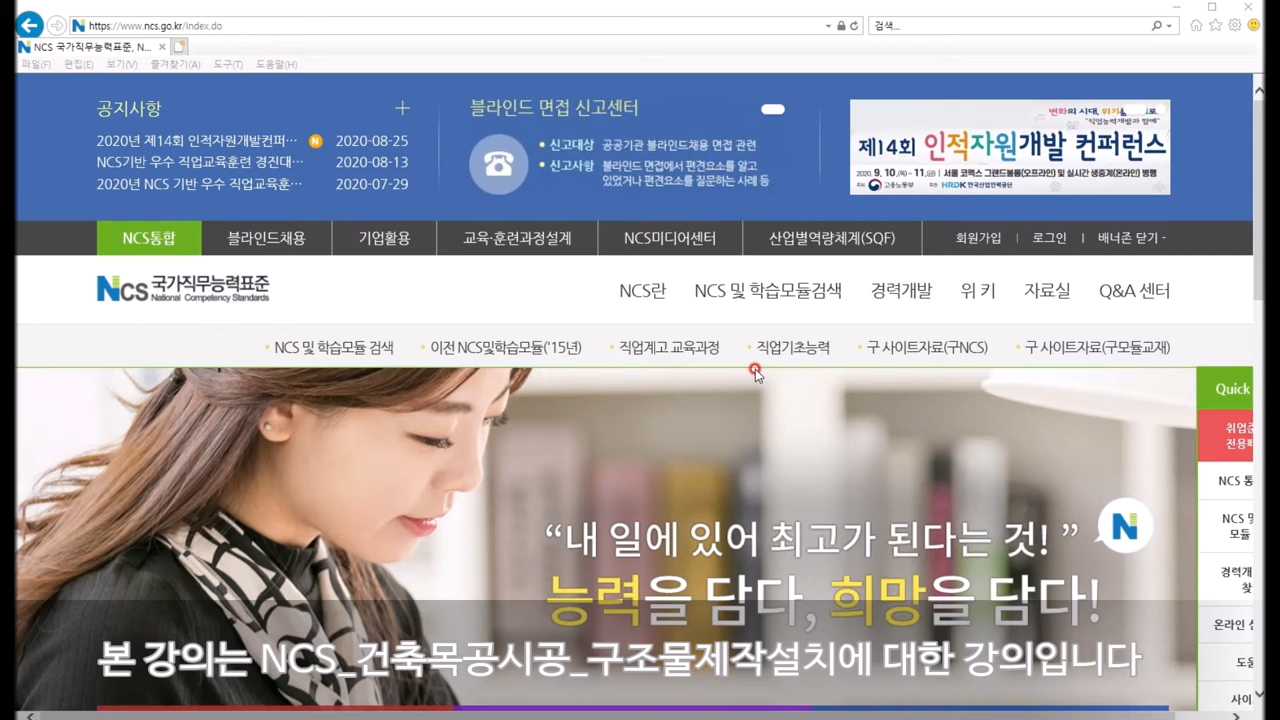 https://www.ncs.go.kr/index.do
검색...
NCS 국가직무능력표준, N...
파일(F) 편집(E) 보기(V) 즐겨찾기(A) 도구(T) 도움말(H)
공지사항
2020년 제14회 인적자원개발컨퍼··· N 2020-08-25
NCS기반 우수 직업교육훈련 경진대··· 2020-08-13
2020년 NCS 기반 우수 직업교육훈··· 2020-07-29
블라인드 면접 신고센터
신고대상 공공기관 블라인드채용 면접 관련
신고사항 블라인드 면접에서 편견요소를 알고
있었거나 편견요소를 질문하는 사례 등
변화의 시대,
"직업능력개발과 함께"
제14회 인적자원개발 컨퍼런스
2020. 9. 10.(목) ~ 11.(금) | 서울 코엑스 그랜드볼룸(오프라인) 및 실시간 생중계(온라인) 병행
주최 고용노동부 주관 HRDK 한국산업인력공단
NCS통합 블라인드채용 기업활용 교육·훈련과정설계 NCS미디어센터 산업별역량체계(SQF) 회원가입 로그인 배너존 닫기 -
NCS 국가직무능력표준
National Competency Standards
NCS란 NCS 및 학습모듈검색 경력개발 위 키 자료실 Q&A 센터
NCS 및 학습모듈 검색 이전 NCS및학습모듈('15년) 직업계고 교육과정 직업기초능력 구 사이트자료(구NCS) 구 사이트자료(구모듈교재)
Quick
취업준
전용페
NCS 통
NCS 및
모듈
경력개
찾
온라인 상
도움
사이
“내 일에 있어 최고가 된다는 것! ”
N
능력을 담다, 희망을 담다!
본 강의는 NCS_건축목공시공_구조물제작설치에 대한 강의입니다